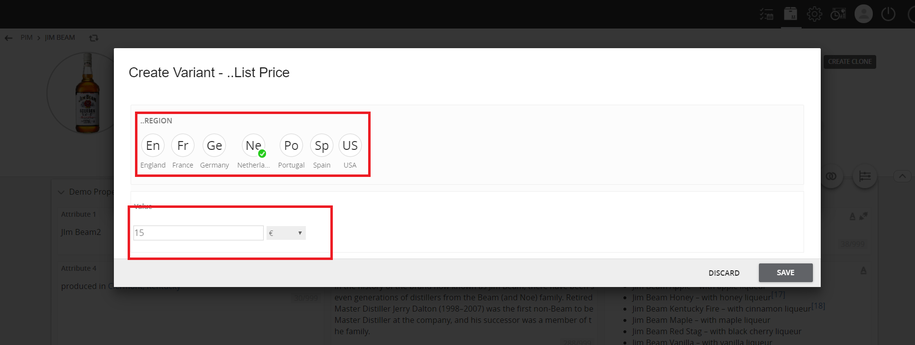 PIM > JIM BEAM
CREATE CLONE
Create Variant - ..List Price
..REGION
En Fr Ge Ne Po Sp US
England France Germany Netherla... Portugal Spain USA
Value
15 €
DISCARD SAVE
Attribute 1
Jim Beam2
Attribute 4
produced in
even generations of distillers from the Beam (and Noe) family. Retired
Master Distiller Jerry Dalton (1998–2007) was the first non-Beam to be
Master Distiller at the company, and his successor was a member of t
he family.
Jim Beam Honey – with honey liqueur[17]
Jim Beam Kentucky Fire – with cinnamon liqueur[18]
Jim Beam Maple – with maple liqueur
Jim Beam Red Stag – with black cherry liqueur
Jim Beam Vanilla – with vanilla liqueur